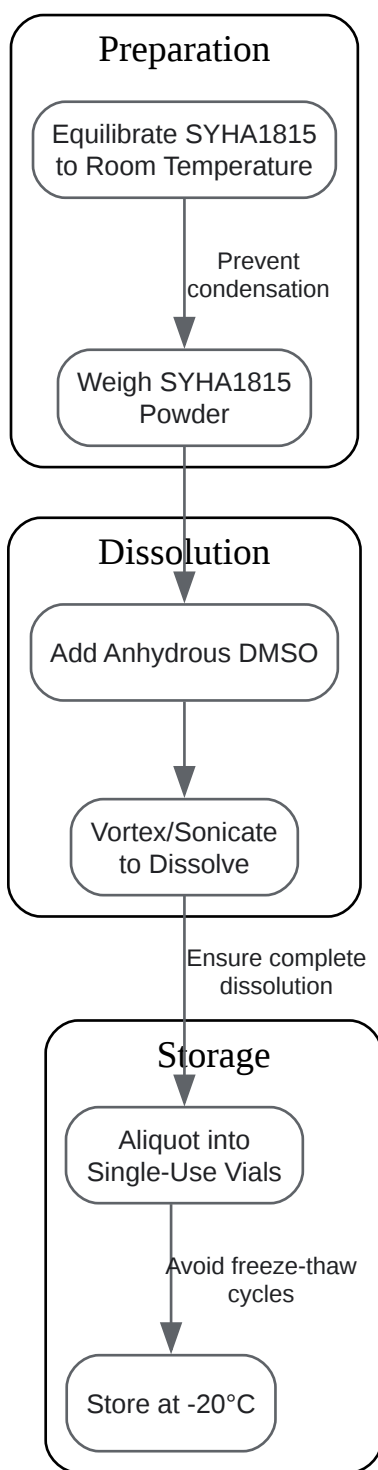 Preparation
Equilibrate SYHA1815
to Room Temperature
Prevent
condensation
Weigh SYHA1815
Powder
Dissolution
Add Anhydrous DMSO
Vortex/Sonicate
to Dissolve
Ensure complete
dissolution
Storage
Aliquot into
Single-Use Vials
Avoid freeze-thaw
cycles
Store at -20°C